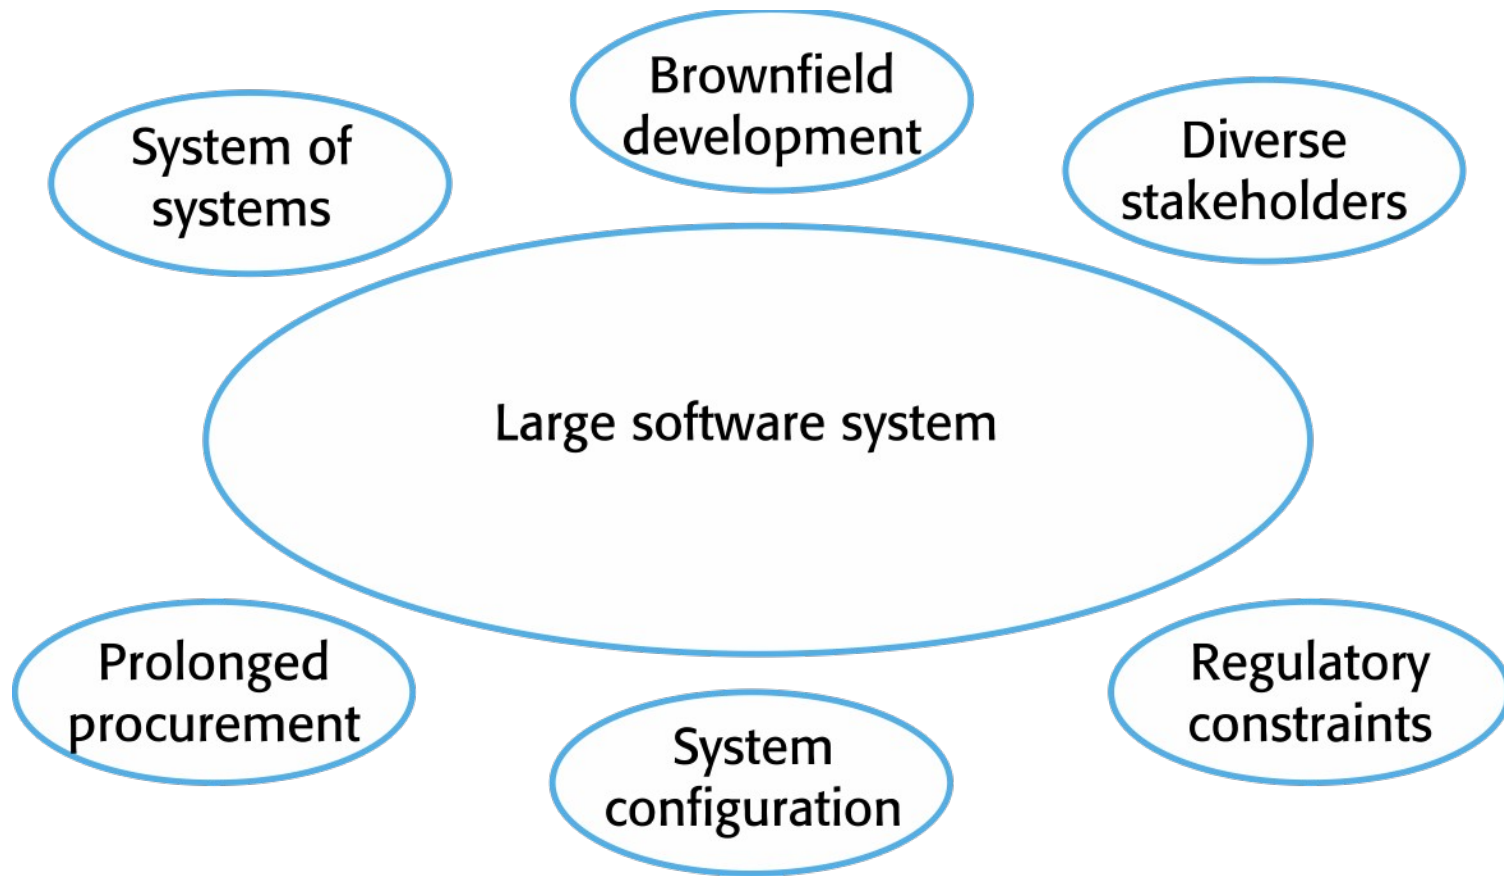 Brownfield
development
System of
systems
Diverse
stakeholders
Large software system
Prolonged
procurement
Regulatory
constraints
System
configuration